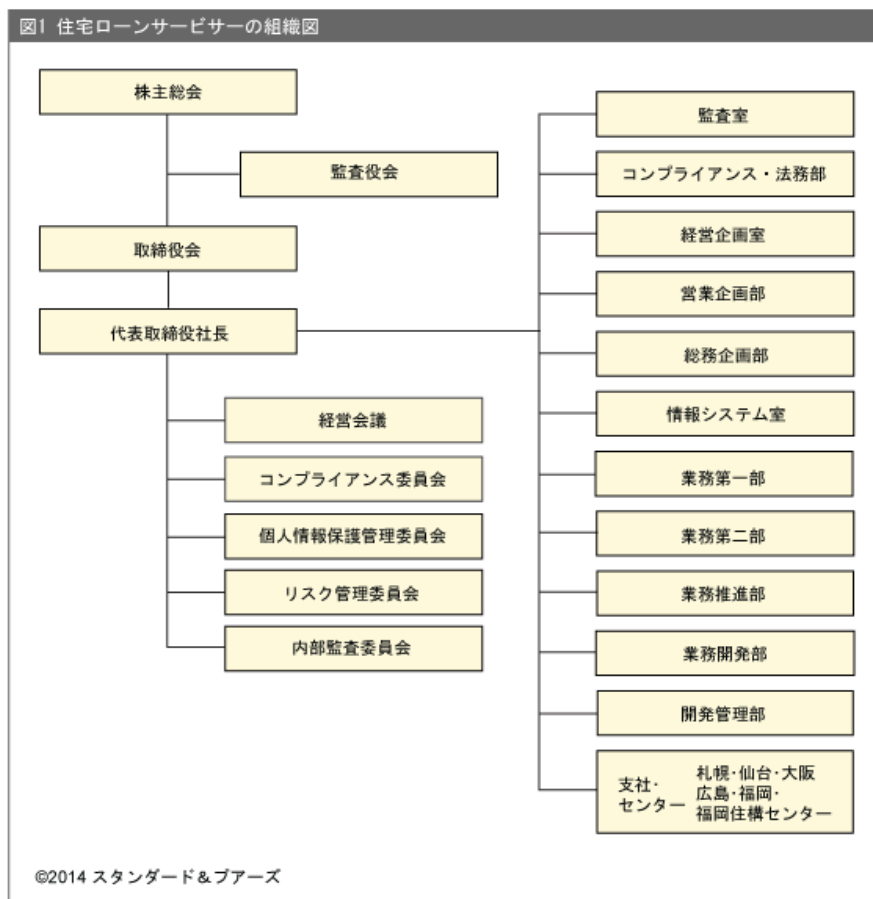 図1 住宅ローンサービサーの組織図
株主総会
監査役会
取締役会
代表取締役社長
経営会議
コンプライアンス委員会
個人情報保護管理委員会
リスク管理委員会
内部監査委員会
監査室
コンプライアンス・法務部
経営企画室
営業企画部
総務企画部
情報システム室
業務第一部
業務第二部
業務推進部
業務開発部
開発管理部
支社・
センター
札幌・仙台・大阪
広島・福岡・
福岡住構センター
©2014 スタンダード＆プアーズ